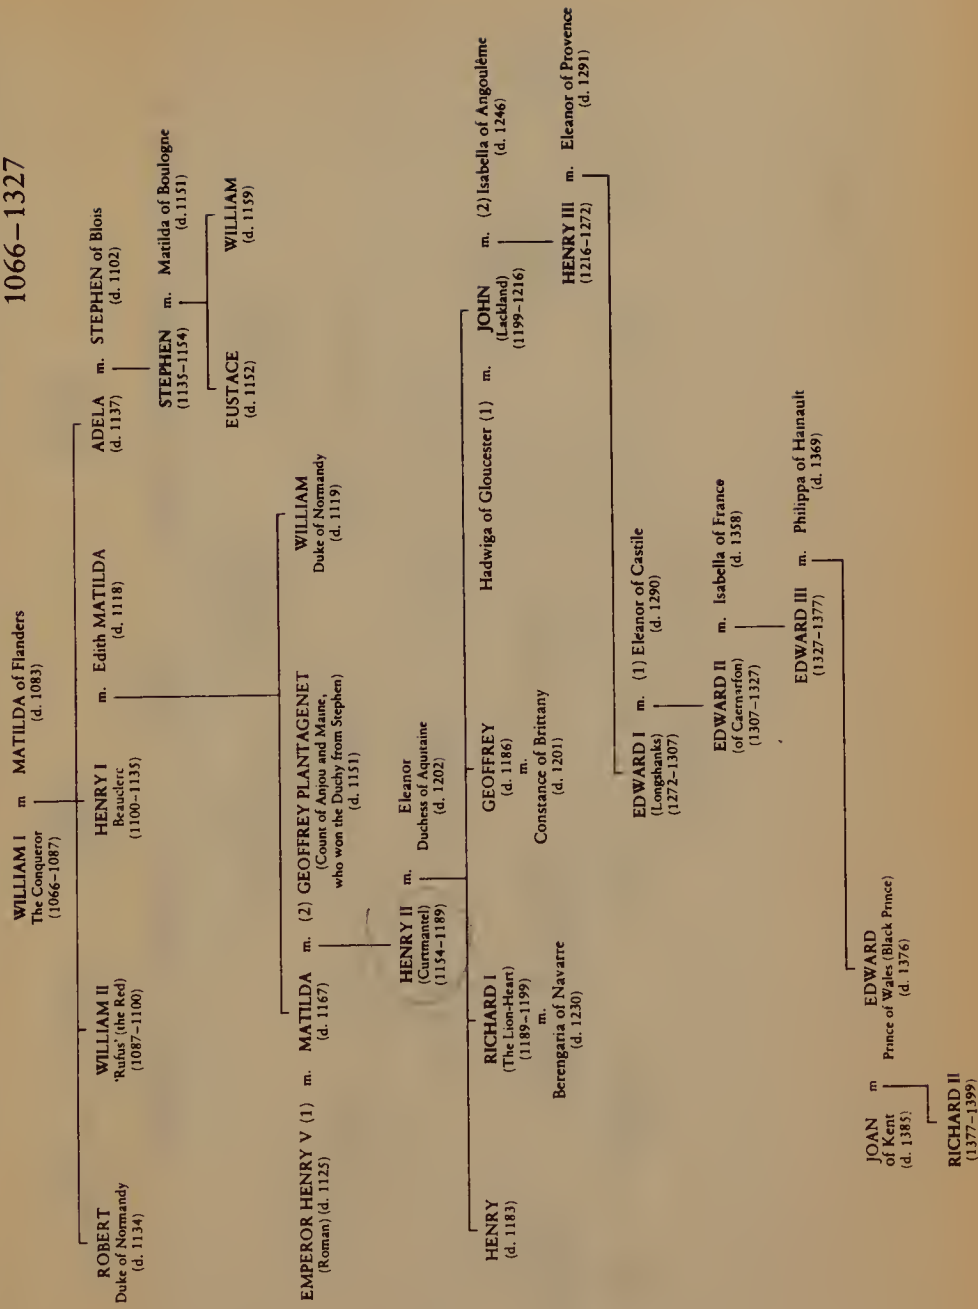 1066–1327
WILLIAM I
The Conqueror
(1066–1087)
m
MATILDA of Flanders
(d. 1083)
ROBERT
Duke of Normandy
(d. 1134)
WILLIAM II
'Rufus' (the Red)
(1087–1100)
HENRY I
Beauclerc
(1100–1135)
m.
Edith MATILDA
(d. 1118)
ADELA
(d. 1137)
m.
STEPHEN of Blois
(d. 1102)
STEPHEN
(1135–1154)
m.
Matilda of Boulogne
(d. 1151)
EUSTACE
(d. 1152)
WILLIAM
(d. 1159)
EMPEROR HENRY V (1)
(Roman) (d. 1125)
m.
MATILDA
(d. 1167)
m.
(2) GEOFFREY PLANTAGENET
(Count of Anjou and Maine,
who won the Duchy from Stephen)
(d. 1151)
WILLIAM
Duke of Normandy
(d. 1119)
HENRY II
(Curtmantel)
(1154–1189)
m.
Eleanor
Duchess of Aquitaine
(d. 1202)
HENRY
(d. 1183)
RICHARD I
(The Lion-Heart)
(1189–1199)
m.
Berengaria of Navarre
(d. 1230)
GEOFFREY
(d. 1186)
m.
Constance of Brittany
(d. 1201)
Hadwiga of Gloucester (1)
m.
JOHN
(Lackland)
(1199–1216)
m.
(2) Isabella of Angoulême
(d. 1246)
HENRY III
(1216–1272)
m.
Eleanor of Provence
(d. 1291)
EDWARD I
(Longshanks)
(1272–1307)
m.
(1) Eleanor of Castile
(d. 1290)
EDWARD II
(of Caernarfon)
(1307–1327)
m.
Isabella of France
(d. 1358)
EDWARD III
(1327–1377)
m.
Philippa of Hainault
(d. 1369)
JOAN
of Kent
(d. 1385)
m
EDWARD
Prince of Wales (Black Prince)
(d. 1376)
RICHARD II
(1377–1399)